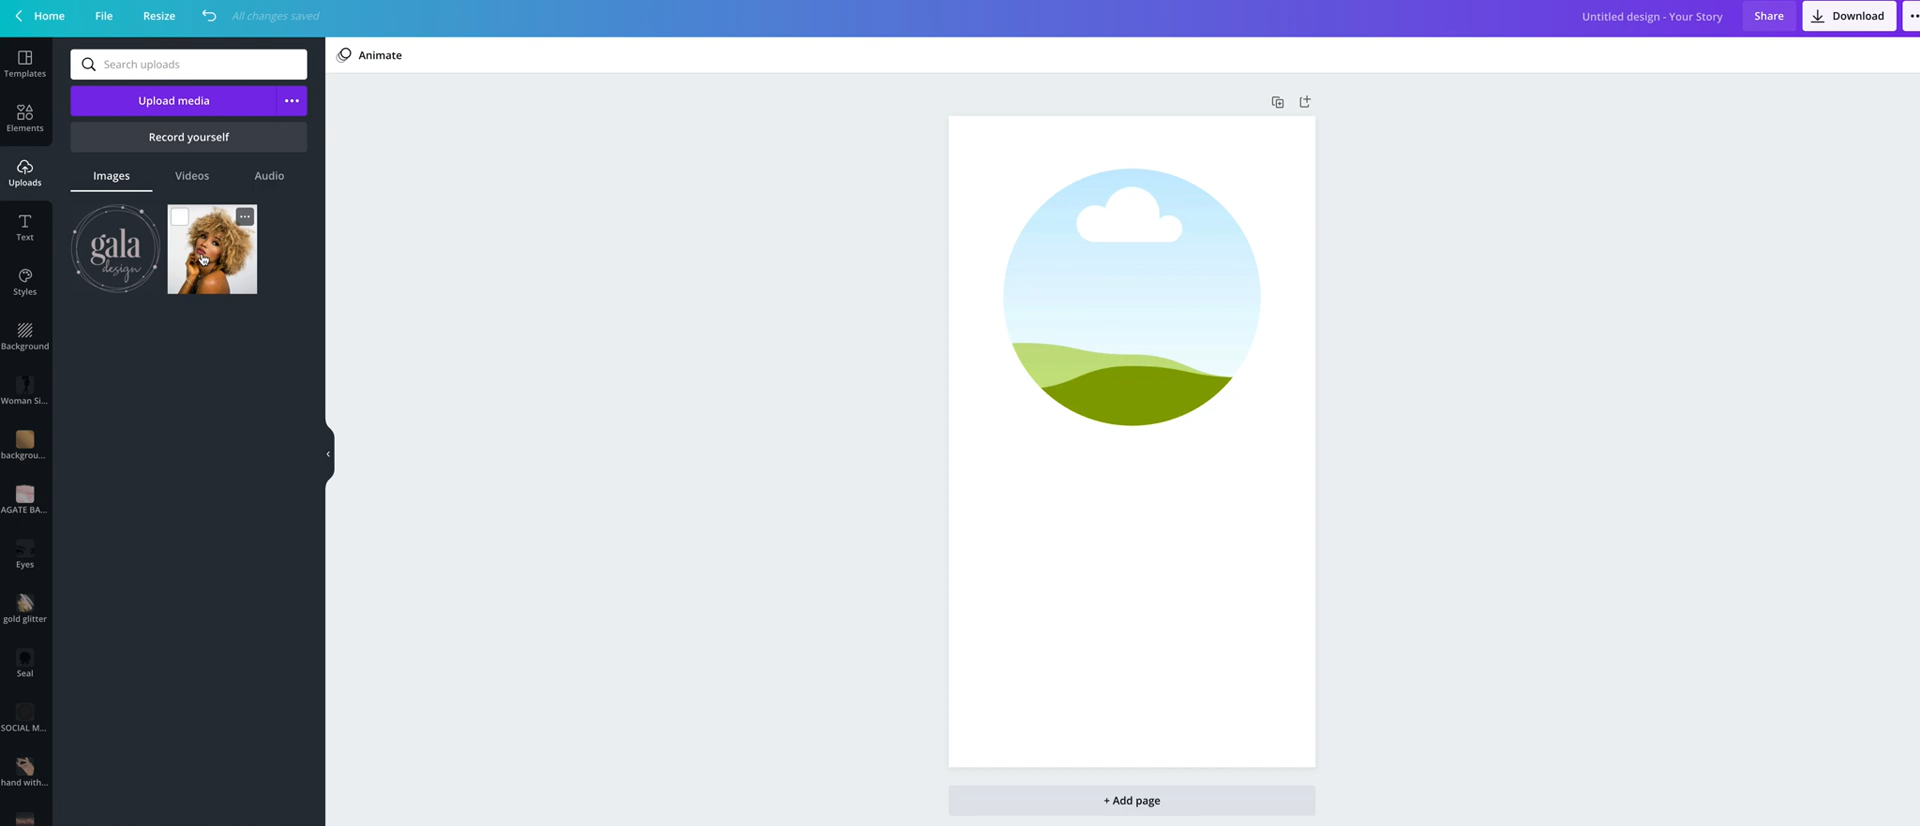 Home File Resize All changes saved Untitled design - Your Story Share Download
Templates
Elements
Uploads
Text
Styles
Background
Woman Si...
backgrou...
AGATE BA...
Eyes
gold glitter
Seal
SOCIAL M...
hand with...
Search uploads
Upload media
Record yourself
Images Videos Audio
gala
design
Animate
+ Add page